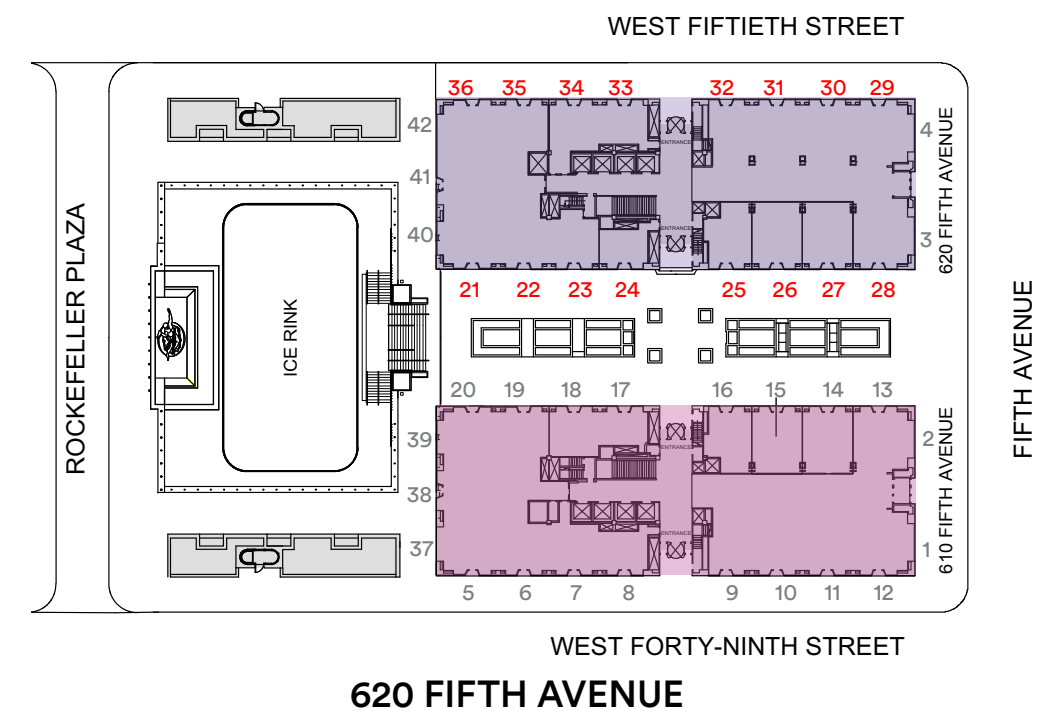 WEST FIFTIETH STREET
36 35 34 33 32 31 30 29
42 4
ENTRANCE
41
40 3
ENTRANCE
620 FIFTH AVENUE
21 22 23 24 25 26 27 28
ROCKEFELLER PLAZA
ICE RINK
FIFTH AVENUE
20 19 18 17 16 15 14 13
39 2
38
ENTRANCE
37 1
610 FIFTH AVENUE
5 6 7 8 9 10 11 12
WEST FORTY-NINTH STREET
620 FIFTH AVENUE